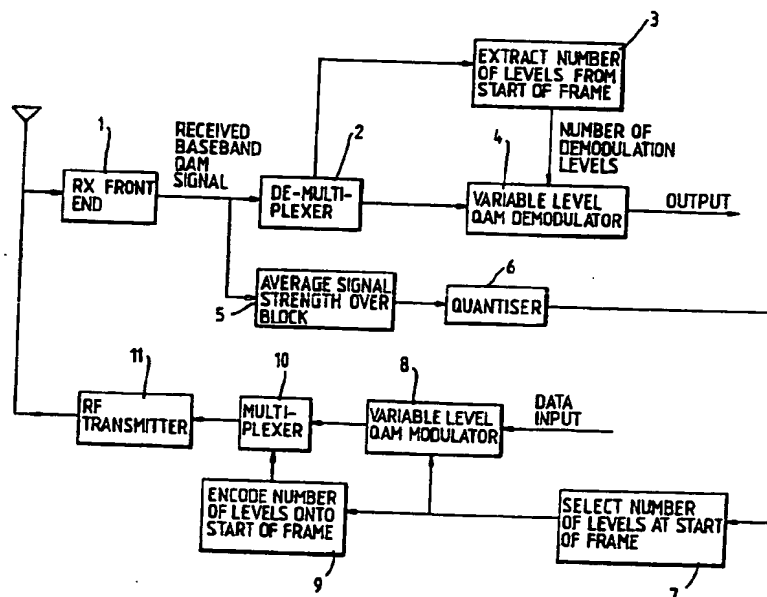 3
EXTRACT NUMBER
OF LEVELS FROM
START OF FRAME
1
RECEIVED
BASEBAND
QAM
SIGNAL
2
NUMBER OF
DEMODULATION
LEVELS
4
RX FRONT
END
DE-MULTI-
PLEXER
VARIABLE LEVEL
QAM DEMODULATOR
OUTPUT
5
AVERAGE SIGNAL
STRENGTH OVER
BLOCK
6
QUANTISER
11
RF
TRANSMITTER
10
MULTI-
PLEXER
8
VARIABLE LEVEL
QAM MODULATOR
DATA
INPUT
ENCODE NUMBER
OF LEVELS ONTO
START OF FRAME
9
SELECT NUMBER
OF LEVELS AT START
OF FRAME
7